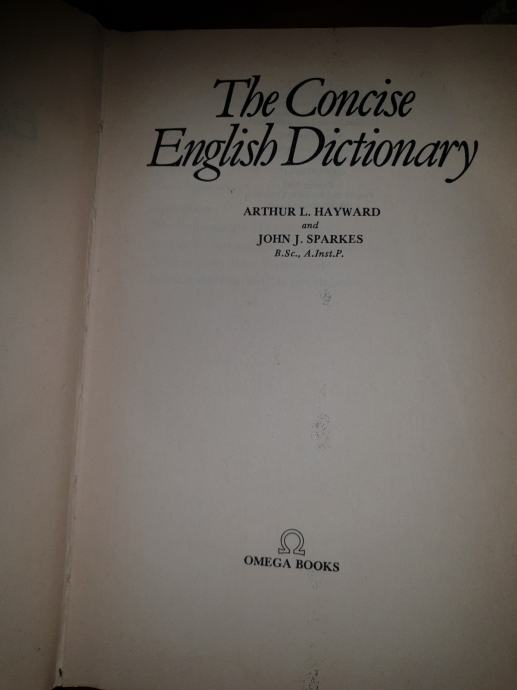 The Concise
English Dictionary
ARTHUR L. HAYWARD
and
JOHN J. SPARKES
B.Sc., A.Inst.P.
OMEGA BOOKS